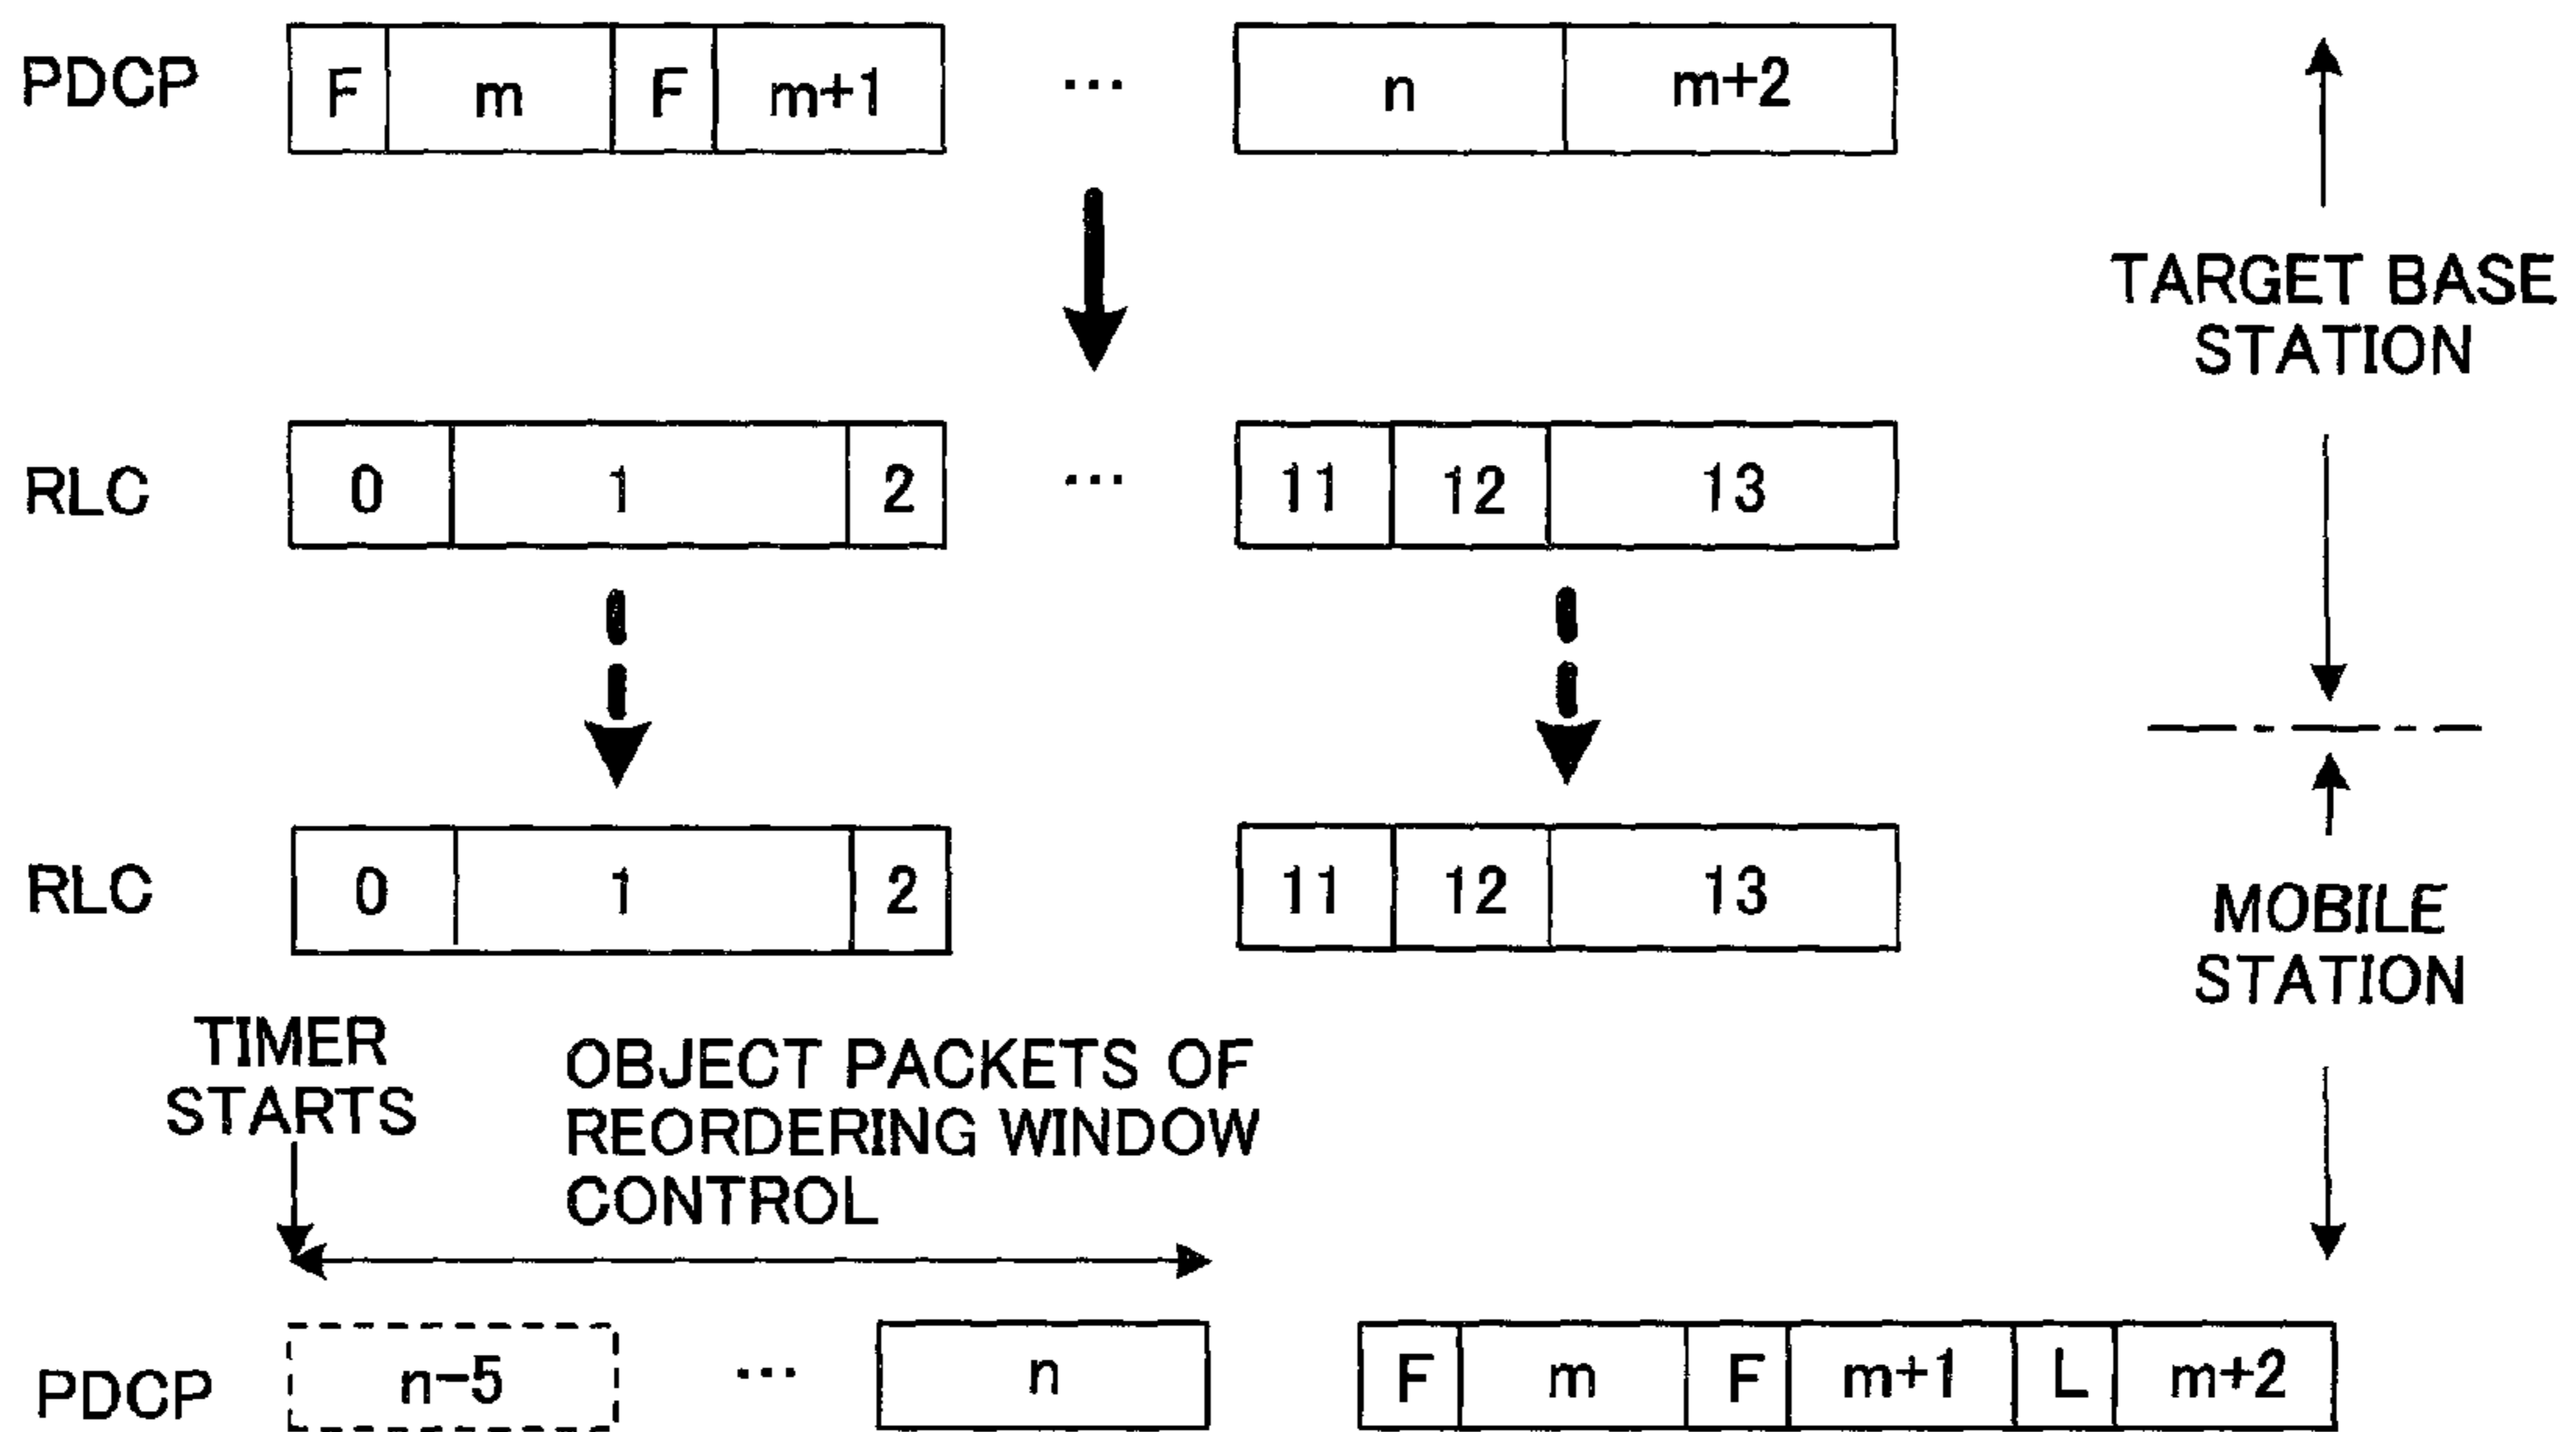 PDCP F m F m+1 ... n m+2
TARGET BASE
STATION
RLC 0 1 2 ... 11 12 13
RLC 0 1 2 11 12 13
MOBILE
STATION
TIMER
STARTS
OBJECT PACKETS OF
REORDERING WINDOW
CONTROL
PDCP n-5 ... n F m F m+1 L m+2